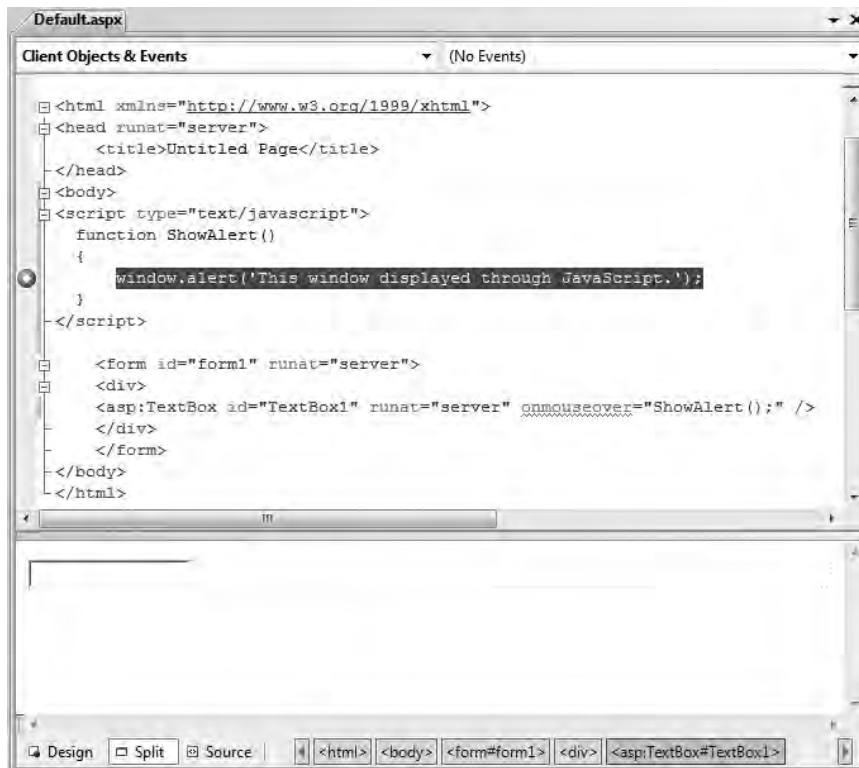 Default.aspx
Client Objects & Events (No Events)
<html xmlns="http://www.w3.org/1999/xhtml">
<head runat="server">
<title>Untitled Page</title>
</head>
<body>
<script type="text/javascript">
function ShowAlert()
{
window.alert('This window displayed through JavaScript.');
}
</script>
<form id="form1" runat="server">
<div>
<asp:TextBox id="TextBox1" runat="server" onmouseover="ShowAlert();" />
</div>
</form>
</body>
</html>
Design Split Source <html> <body> <form#form1> <div> <asp:TextBox#TextBox1>